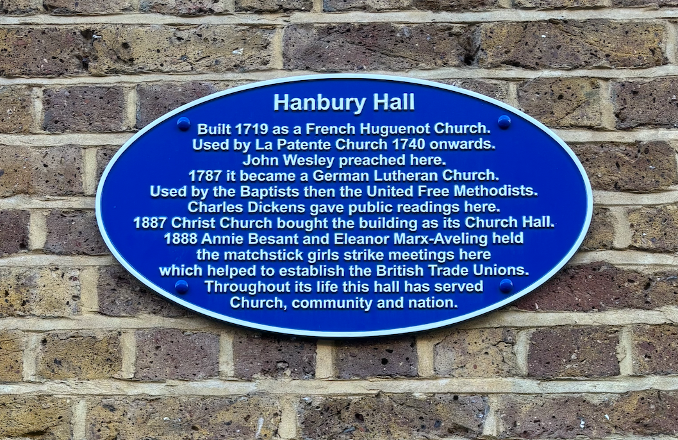 Hanbury Hall
Built 1719 as a French Huguenot Church.
Used by La Patente Church 1740 onwards.
John Wesley preached here.
1787 it became a German Lutheran Church.
Used by the Baptists then the United Free Methodists.
Charles Dickens gave public readings here.
1887 Christ Church bought the building as its Church Hall.
1888 Annie Besant and Eleanor Marx-Aveling held
the matchstick girls strike meetings here
which helped to establish the British Trade Unions.
Throughout its life this hall has served
Church, community and nation.